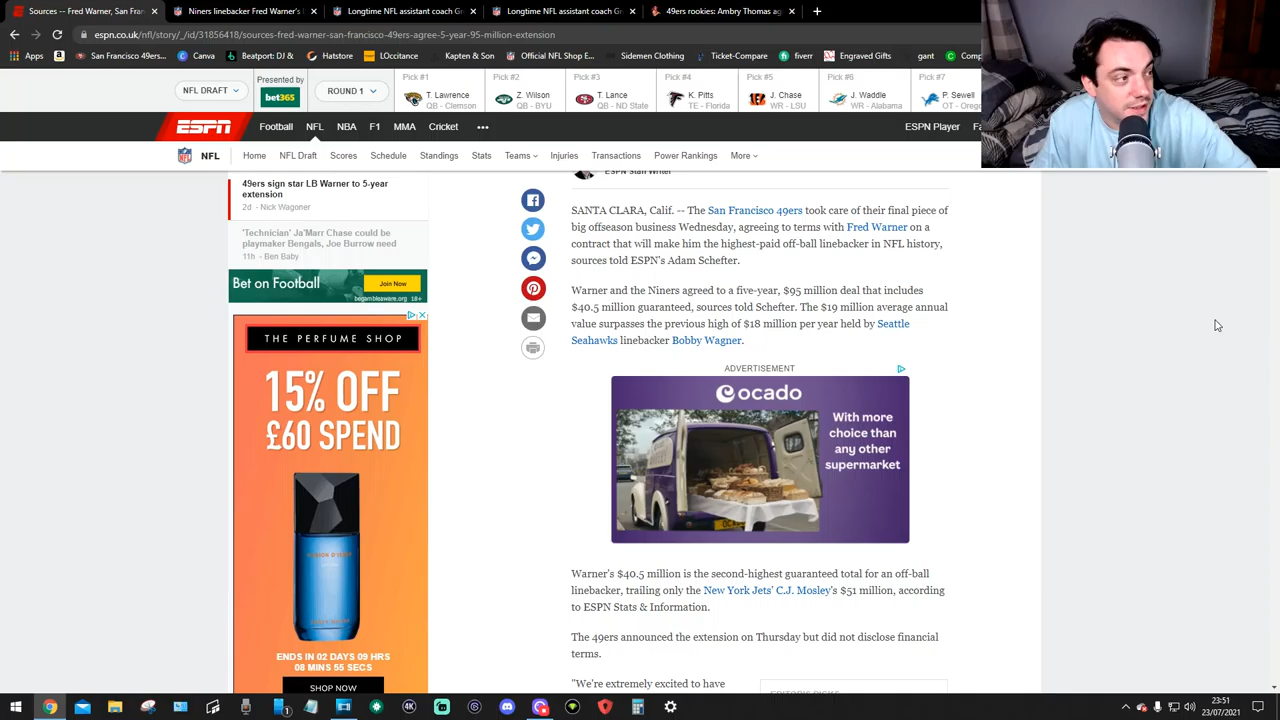 Sources: Fred Warner, San Fran
Niners - NFL - ESPN
Longtime NFL coach Gr
Longtime NFL coach G
49ers: Ambry Thomas ag
espn.co.uk/nfl/story/_/id/31856418/sources-fred-warner-san-francisco-49ers-agree-5-year-95-million-extension
Apps
San Francisco 49ers...
Canva
Beatport: DJ &
Hatstore
LOccitance
Kapten & Son
Official NFL Shop E...
Sidemen Clothing
Ticket-Compare
fiverr
Engraved Gifts
gant
Comp
NFL DRAFT
Presented by
bet365
ROUND 1
Pick #1
T. Lawrence
QB - Clemson
Pick #2
Z. Wilson
QB - BYU
Pick #3
T. Lance
QB - ND State
Pick #4
K. Pitts
TE - Florida
Pick #5
J. Chase
WR - LSU
Pick #6
J. Waddle
WR - Alabama
Pick #7
P. Sewell
OT - Orego
ESPN
Football
NFL
NBA
F1
MMA
Cricket
ESPN Player
Fa
NFL
Home
NFL Draft
Scores
Schedule
Standings
Stats
Teams
Injuries
Transactions
Power Rankings
More
49ers sign star LB Warner to 5-year
extension
2d - Nick Wagoner
'Technician' Ja'Marr Chase could be
playmaker Bengals, Joe Burrow need
11h - Ben Baby
Bet on Football
Join Now
begambleaware.org 18+
THE PERFUME SHOP
15% OFF
£60 SPEND
ENDS IN 02 DAYS 09 HRS
08 MINS 55 SECS
SHOP NOW
ESPN Staff Writer
SANTA CLARA, Calif. -- The San Francisco 49ers took care of their final piece of
big offseason business Wednesday, agreeing to terms with Fred Warner on a
contract that will make him the highest-paid off-ball linebacker in NFL history,
sources told ESPN's Adam Schefter.
Warner and the Niners agreed to a five-year, $95 million deal that includes
$40.5 million guaranteed, sources told Schefter. The $19 million average annual
value surpasses the previous high of $18 million per year held by Seattle
Seahawks linebacker Bobby Wagner.
ADVERTISEMENT
ocado
With more
choice than
any other
supermarket
Warner's $40.5 million is the second-highest guaranteed total for an off-ball
linebacker, trailing only the New York Jets' C.J. Mosley's $51 million, according
to ESPN Stats & Information.
The 49ers announced the extension on Thursday but did not disclose financial
terms.
"We're extremely excited to have
EDITOR'S PICKS
23:51
23/07/2021